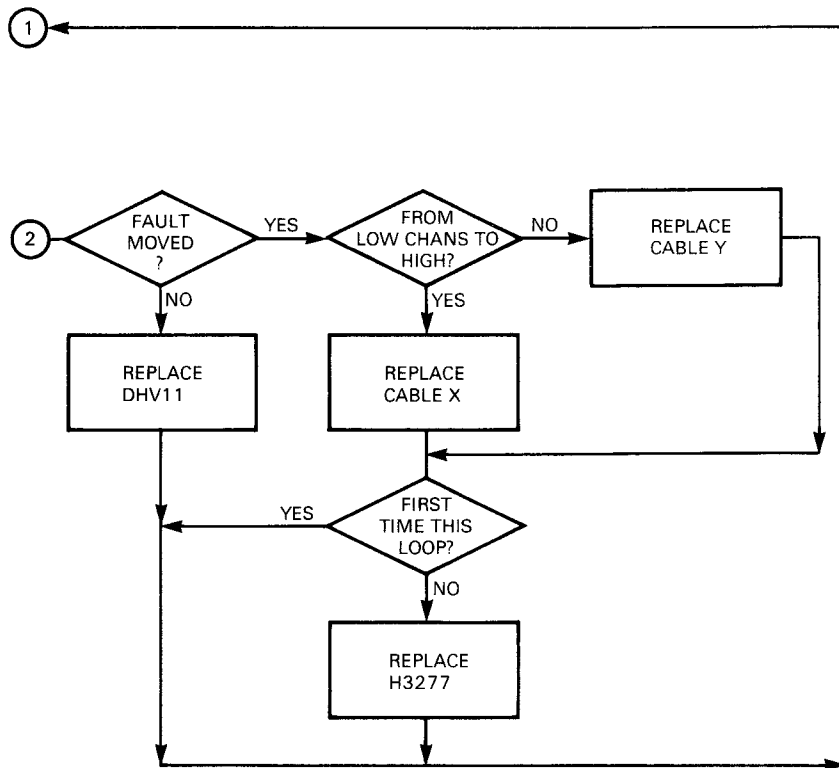 1
2
FAULT
MOVED
?
YES
NO
FROM
LOW CHANS TO
HIGH?
NO
YES
REPLACE
CABLE Y
REPLACE
DHV11
REPLACE
CABLE X
FIRST
TIME THIS
LOOP?
YES
NO
REPLACE
H3277